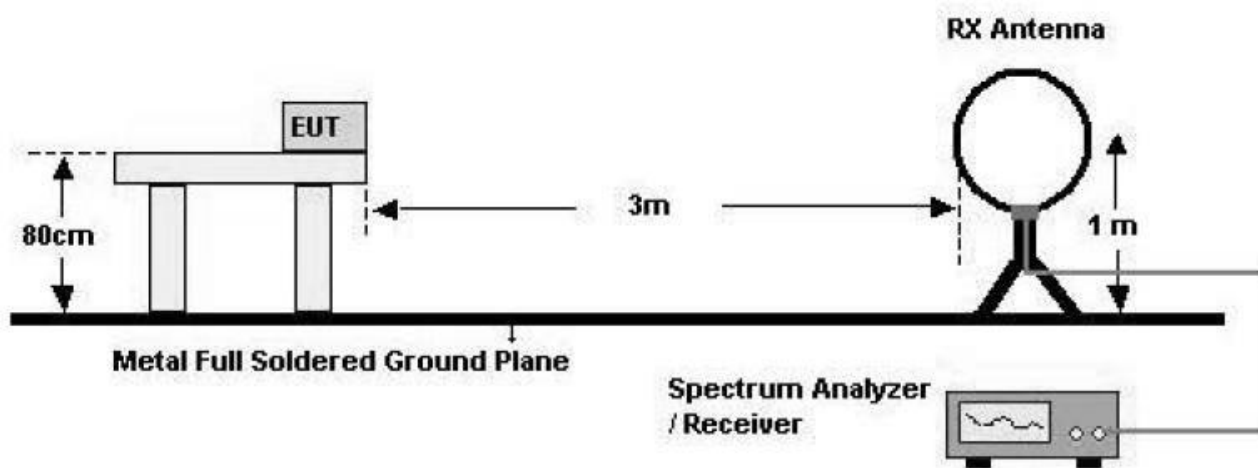 RX Antenna
EUT
3m
80cm
1 m
Metal Full Soldered Ground Plane
Spectrum Analyzer
/ Receiver